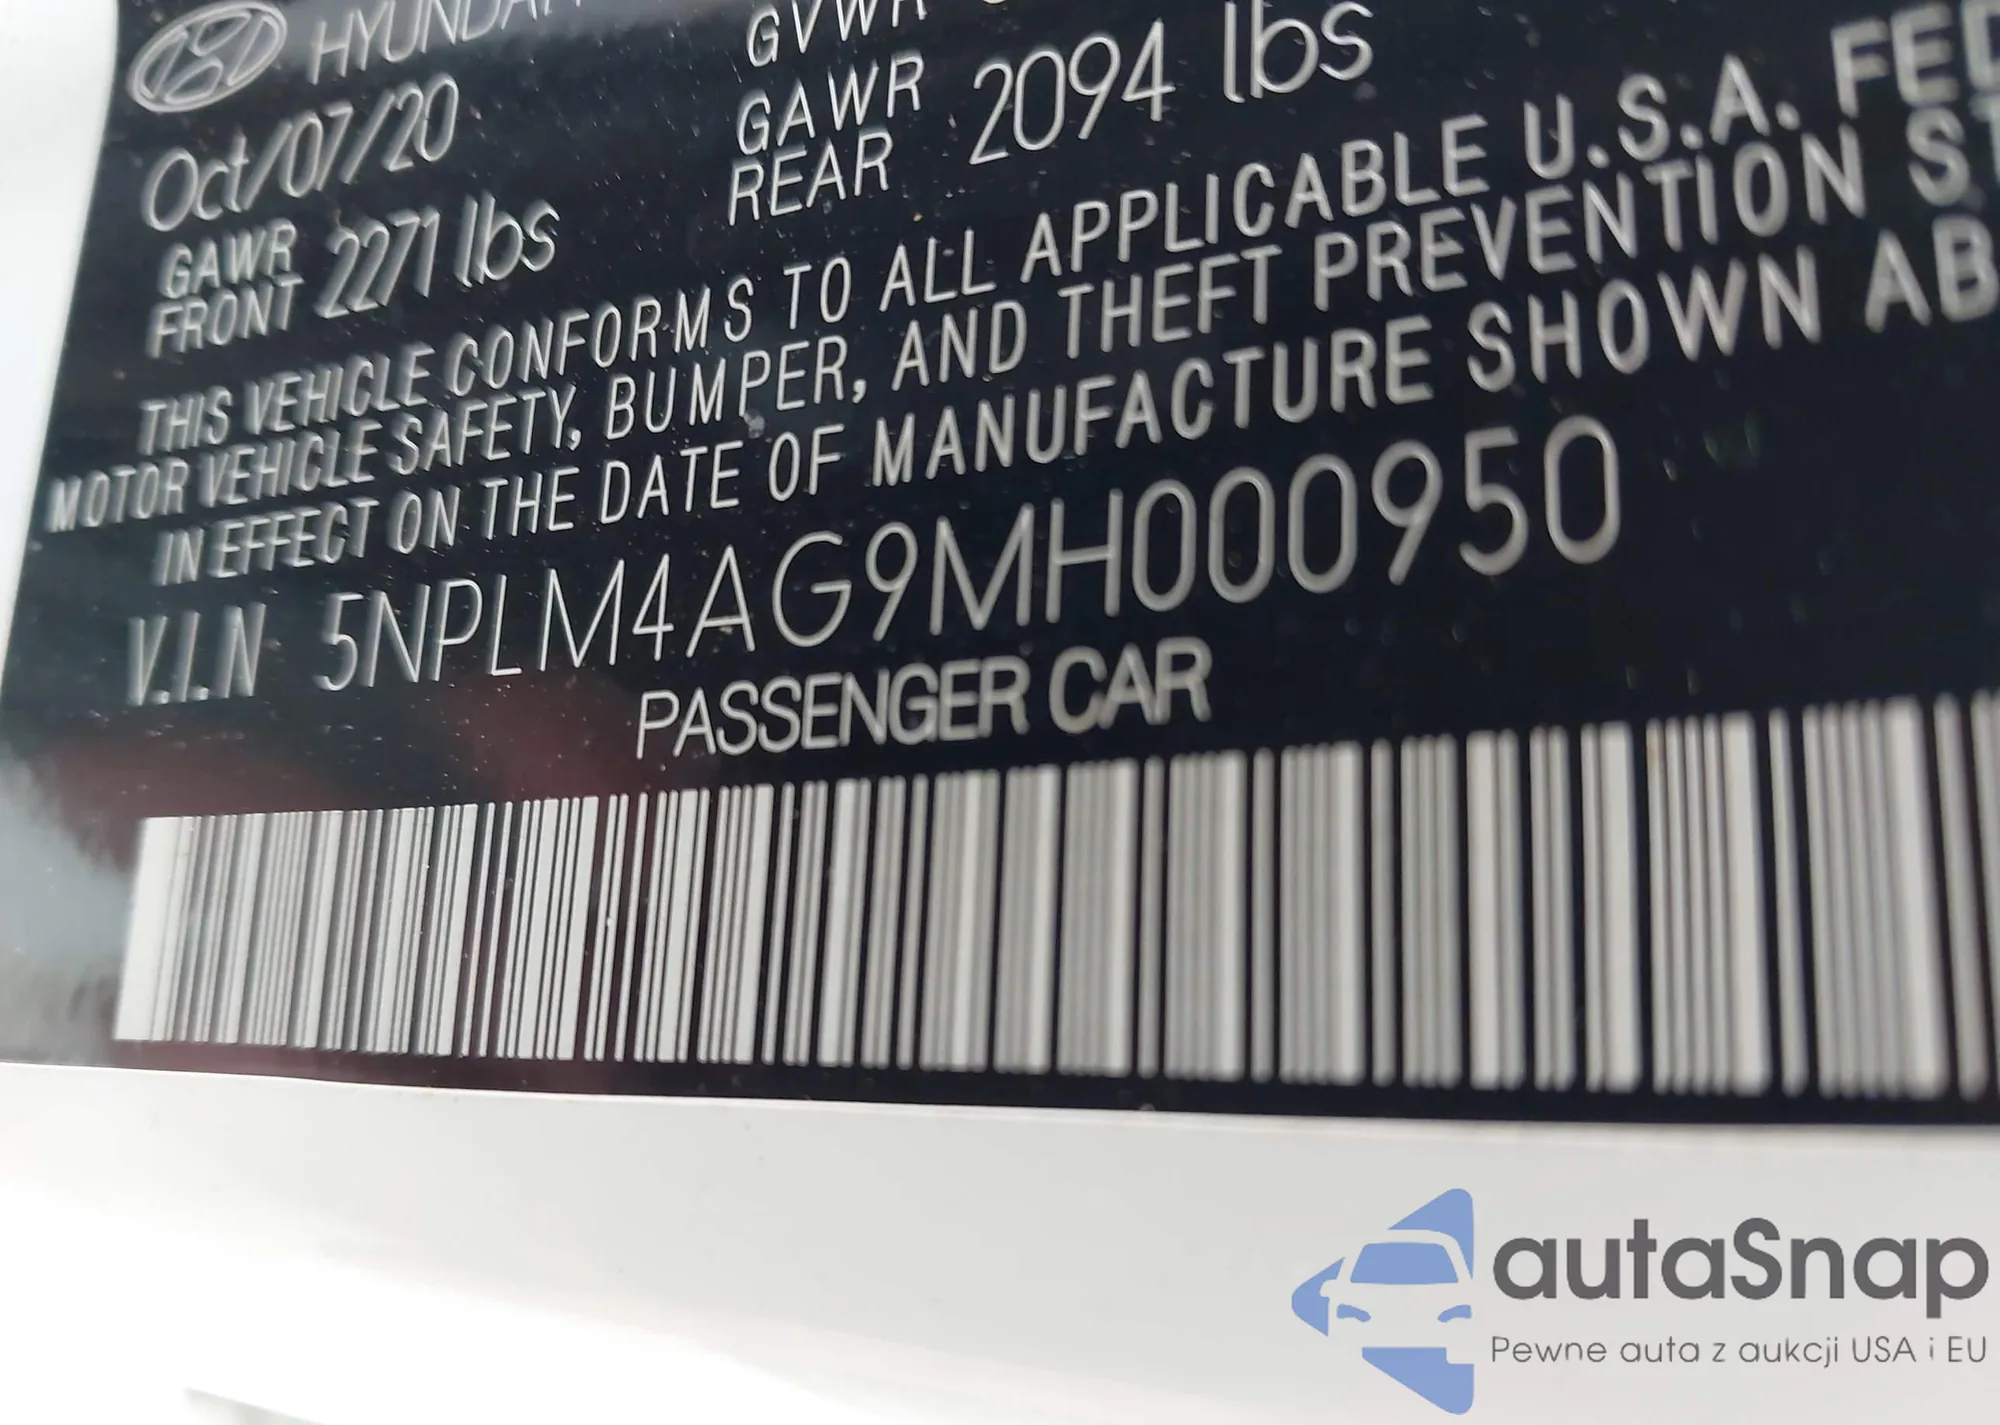 HYUNDAI
Oct/07/20
GVWR
GAWR FRONT 2271 lbs
GAWR REAR 2094 lbs
THIS VEHICLE CONFORMS TO ALL APPLICABLE U.S.A. FED
MOTOR VEHICLE SAFETY, BUMPER, AND THEFT PREVENTION ST
IN EFFECT ON THE DATE OF MANUFACTURE SHOWN AB
V.I.N 5NPLM4AG9MH000950
PASSENGER CAR
autaSnap
Pewne auta z aukcji USA i EU